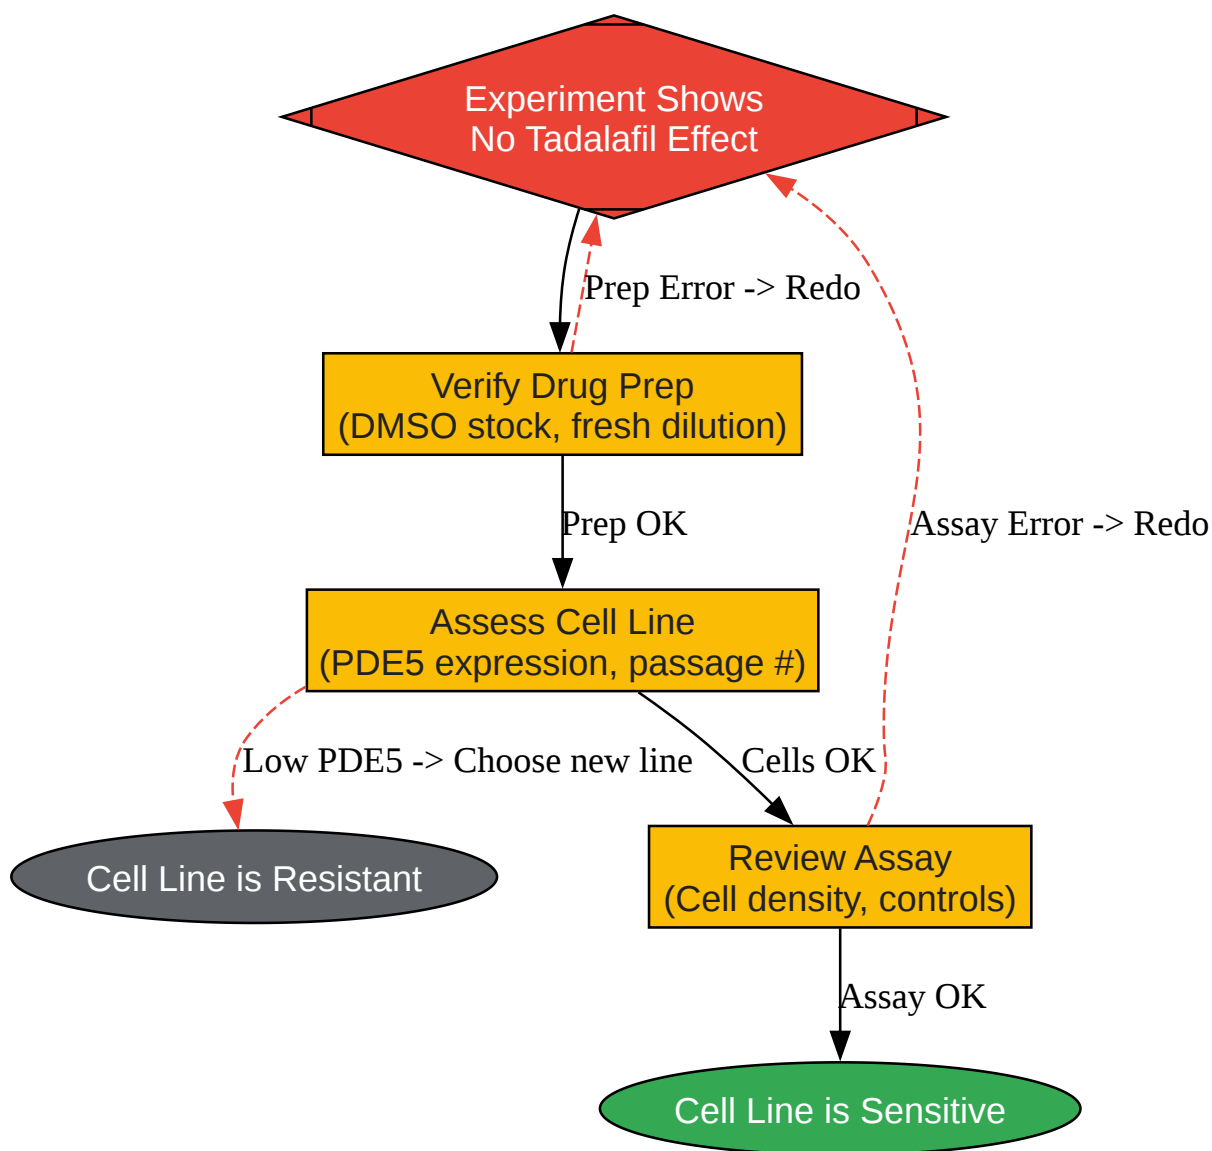 Experiment Shows
No Tadalafil Effect
Prep Error -> Redo
Verify Drug Prep
(DMSO stock, fresh dilution)
Prep OK
Assay Error -> Redo
Assess Cell Line
(PDE5 expression, passage #)
Low PDE5 -> Choose new line
Cells OK
Cell Line is Resistant
Review Assay
(Cell density, controls)
Assay OK
Cell Line is Sensitive